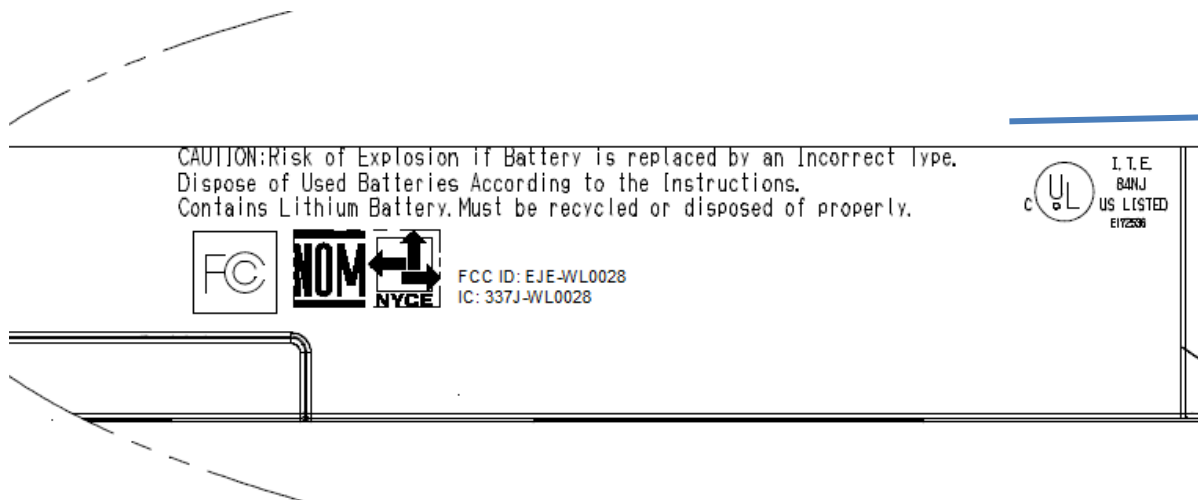 CAUTION:Risk of Explosion if Battery is replaced by an Incorrect Type.
Dispose of Used Batteries According to the Instructions.
Contains Lithium Battery. Must be recycled or disposed of properly.
FC
NOM
NYCE
FCC ID: EJE-WL0028
IC: 337J-WL0028
C
UL
I.T.E.
84NJ
US LISTED
E172536